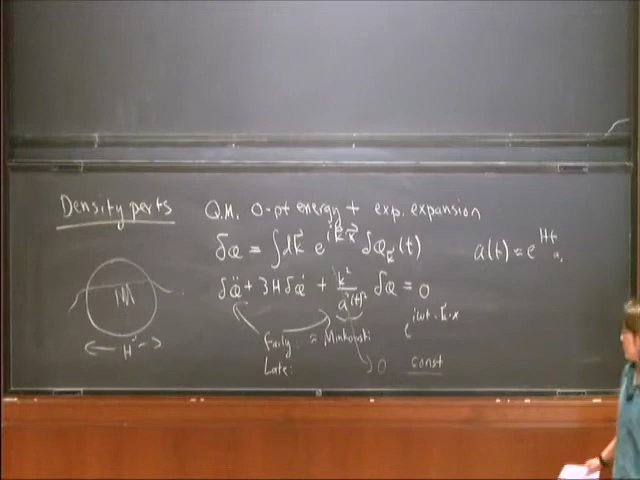 Density perts
Q.M. 0-pt energy + exp. expansion
δφ = ∫dk⃗ e^{ik⃗·x⃗} δφ_k⃗(t)
a(t) = e^{Ht} a.
δφ̈ + 3Hδφ̇ + k²/a(t)² δφ = 0
H⁻¹
Early: ≈ Minkowski
e^{iωt-k⃗·x}
Late: → 0 const